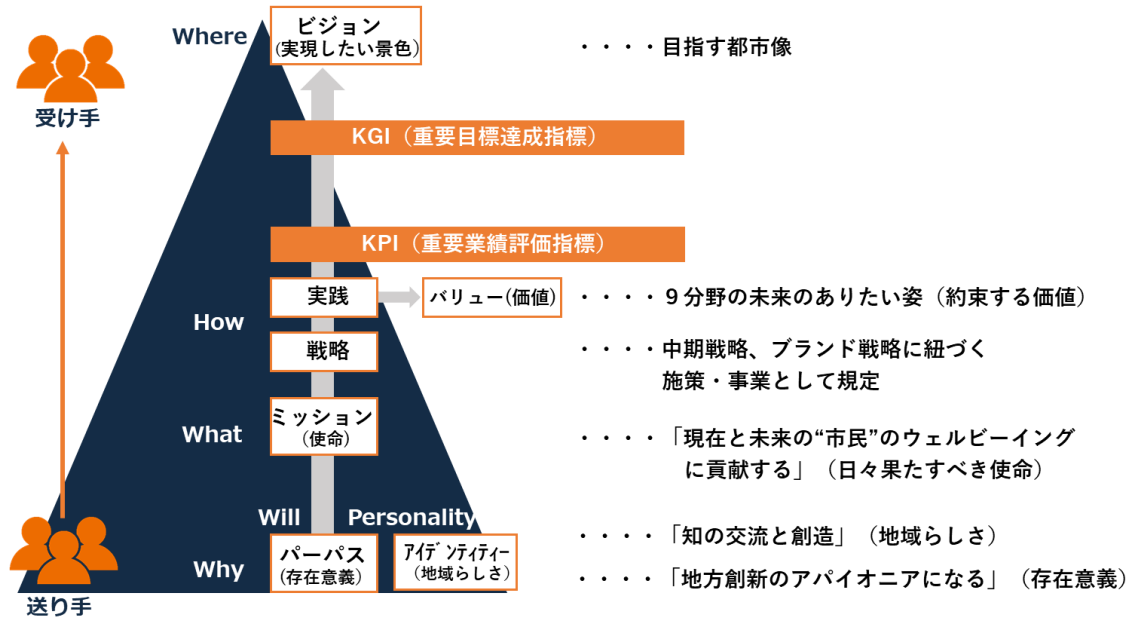 Where
ビジョン
(実現したい景色)
・・・・目指す都市像
受け手
KGI（重要目標達成指標）
KPI（重要業績評価指標）
How
実践
バリュー(価値)
・・・・９分野の未来のありたい姿（約束する価値）
戦略
・・・・中期戦略、ブランド戦略に紐づく
施策・事業として規定
What
ミッション
(使命)
・・・・「現在と未来の“市民”のウェルビーイング
に貢献する」（日々果たすべき使命）
Will
Personality
Why
パーパス
(存在意義)
ｱｲﾃﾞﾝﾃｨﾃｨｰ
(地域らしさ)
・・・・「知の交流と創造」（地域らしさ）
・・・・「地方創新のアパイオニアになる」（存在意義）
送り手